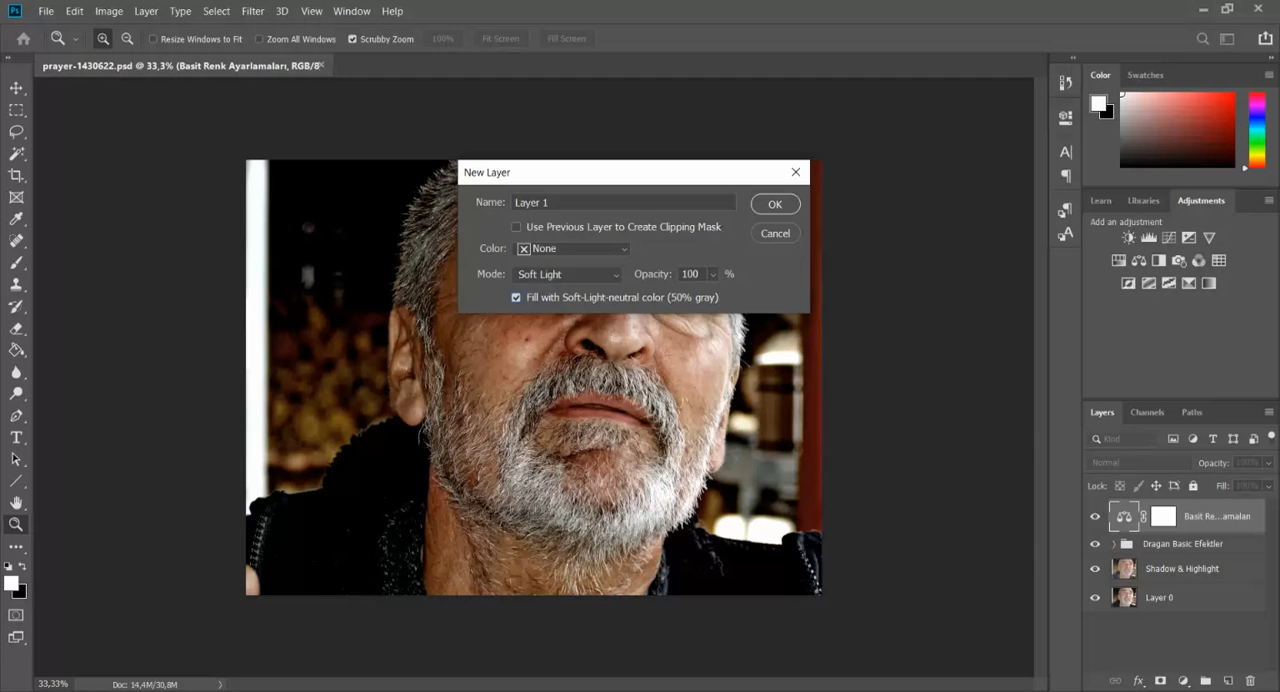 Ps File Edit Image Layer Type Select Filter 3D View Window Help
Resize Windows to Fit Zoom All Windows Scrubby Zoom 100% Fit Screen Fill Screen
prayer-1430622.psd @ 33,3% (Basit Renk Ayarlamaları, RGB/8
Color Swatches
New Layer
Name: Layer 1 OK
Use Previous Layer to Create Clipping Mask
Cancel
Color: None
Mode: Soft Light Opacity: 100 %
Fill with Soft-Light-neutral color (50% gray)
Learn Libraries Adjustments
Add an adjustment
Layers Channels Paths
Kind
Normal Opacity: 100%
Lock: Fill: 100%
Basit Re...amaları
Dragan Basic Efektler
Shadow & Highlight
Layer 0
33,33% Doc: 14,4M/30,8M